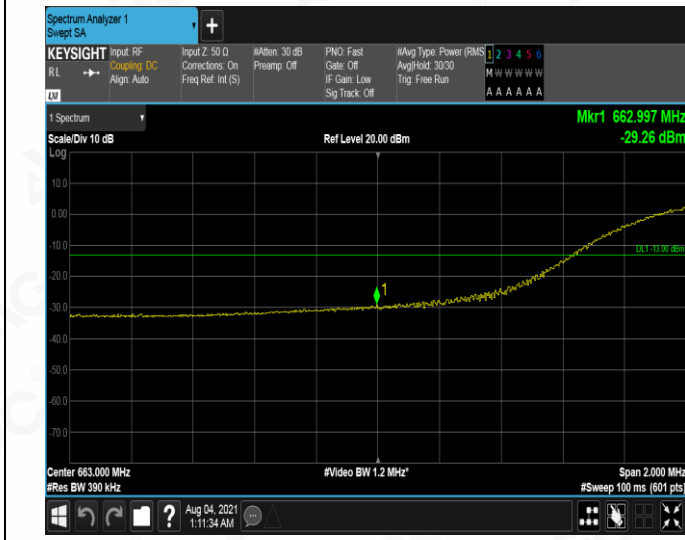 Spectrum Analyzer 1
Swept SA
+
KEYSIGHT Input: RF Input Z: 50 Ω #Atten: 30 dB PNO: Fast #Avg Type: Power (RMS 1 2 3 4 5 6
RL Coupling: DC Corrections: On Preamp: Off Gate: Off Avg|Hold: 30/30 M W W W W W
Align: Auto Freq Ref: Int (S) IF Gain: Low Trig: Free Run
Sig Track: Off A A A A A A
LXI
1 Spectrum Mkr1 662.997 MHz
Scale/Div 10 dB Ref Level 20.00 dBm -29.26 dBm
Log
10.0
0.00
-10.0
DL1 -13.00 dBm
-20.0
1
-30.0
-40.0
-50.0
-60.0
-70.0
Center 663.000 MHz #Video BW 1.2 MHz* Span 2.000 MHz
#Res BW 390 kHz #Sweep 100 ms (601 pts)
? Aug 04, 2021
1:11:34 AM